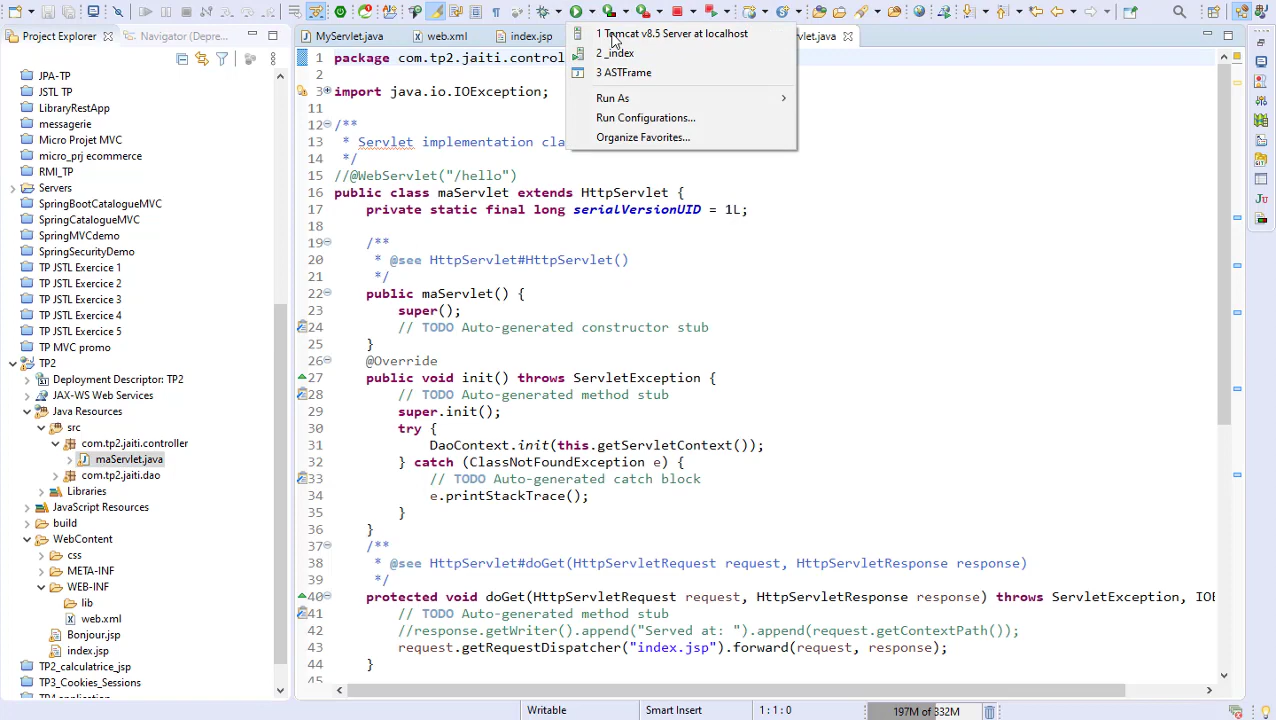 Project Explorer
Navigator (Depre...
MyServlet.java
web.xml
index.jsp
vlet.java
1 Tomcat v8.5 Server at localhost
2 _index
3 ASTFrame
Run As
Run Configurations...
Organize Favorites...
JPA-TP
JSTL TP
LibraryRestApp
messagerie
Micro Projet MVC
micro_prj ecommerce
RMI_TP
Servers
SpringBootCatalogueMVC
SpringCatalogueMVC
SpringMVCdemo
SpringSecurityDemo
TP JSTL Exercice 1
TP JSTL Exercice 2
TP JSTL Exercice 3
TP JSTL Exercice 4
TP JSTL Exercice 5
TP MVC promo
TP2
Deployment Descriptor: TP2
JAX-WS Web Services
Java Resources
src
com.tp2.jaiti.controller
maServlet.java
com.tp2.jaiti.dao
Libraries
JavaScript Resources
build
WebContent
css
META-INF
WEB-INF
lib
web.xml
Bonjour.jsp
index.jsp
TP2_calculatrice_jsp
TP3_Cookies_Sessions
TP4 application
1 package com.tp2.jaiti.control
2
3 import java.io.IOException;
11
12 /**
13 * Servlet implementation cla
14 */
15 //@WebServlet("/hello")
16 public class maServlet extends HttpServlet {
17 private static final long serialVersionUID = 1L;
18
19 /**
20 * @see HttpServlet#HttpServlet()
21 */
22 public maServlet() {
23 super();
24 // TODO Auto-generated constructor stub
25 }
26 @Override
27 public void init() throws ServletException {
28 // TODO Auto-generated method stub
29 super.init();
30 try {
31 DaoContext.init(this.getServletContext());
32 } catch (ClassNotFoundException e) {
33 // TODO Auto-generated catch block
34 e.printStackTrace();
35 }
36 }
37 /**
38 * @see HttpServlet#doGet(HttpServletRequest request, HttpServletResponse response)
39 */
40 protected void doGet(HttpServletRequest request, HttpServletResponse response) throws ServletException, IOE
41 // TODO Auto-generated method stub
42 //response.getWriter().append("Served at: ").append(request.getContextPath());
43 request.getRequestDispatcher("index.jsp").forward(request, response);
44 }
45
Writable
Smart Insert
1 : 1 : 0
197M of 332M